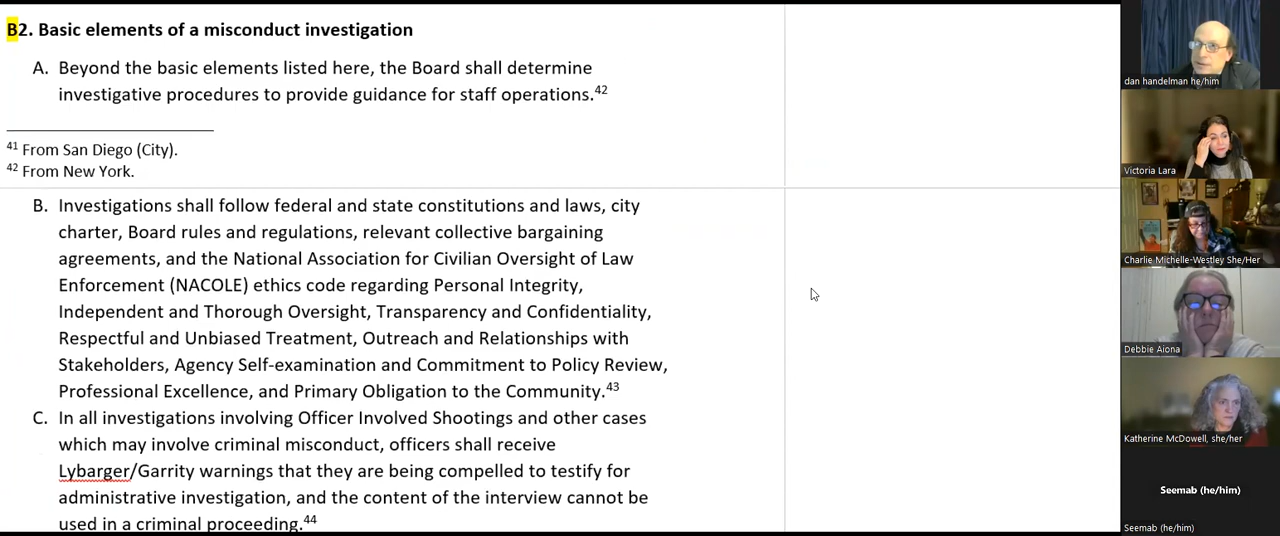 B2. Basic elements of a misconduct investigation
A. Beyond the basic elements listed here, the Board shall determine
investigative procedures to provide guidance for staff operations.42
41 From San Diego (City).
42 From New York.
B. Investigations shall follow federal and state constitutions and laws, city
charter, Board rules and regulations, relevant collective bargaining
agreements, and the National Association for Civilian Oversight of Law
Enforcement (NACOLE) ethics code regarding Personal Integrity,
Independent and Thorough Oversight, Transparency and Confidentiality,
Respectful and Unbiased Treatment, Outreach and Relationships with
Stakeholders, Agency Self-examination and Commitment to Policy Review,
Professional Excellence, and Primary Obligation to the Community.43
C. In all investigations involving Officer Involved Shootings and other cases
which may involve criminal misconduct, officers shall receive
Lybarger/Garrity warnings that they are being compelled to testify for
administrative investigation, and the content of the interview cannot be
used in a criminal proceeding.44
dan handelman he/him
Victoria Lara
Charlie Michelle-Westley She/Her
Debbie Aiona
Katherine McDowell, she/her
Seemab (he/him)
Seemab (he/him)